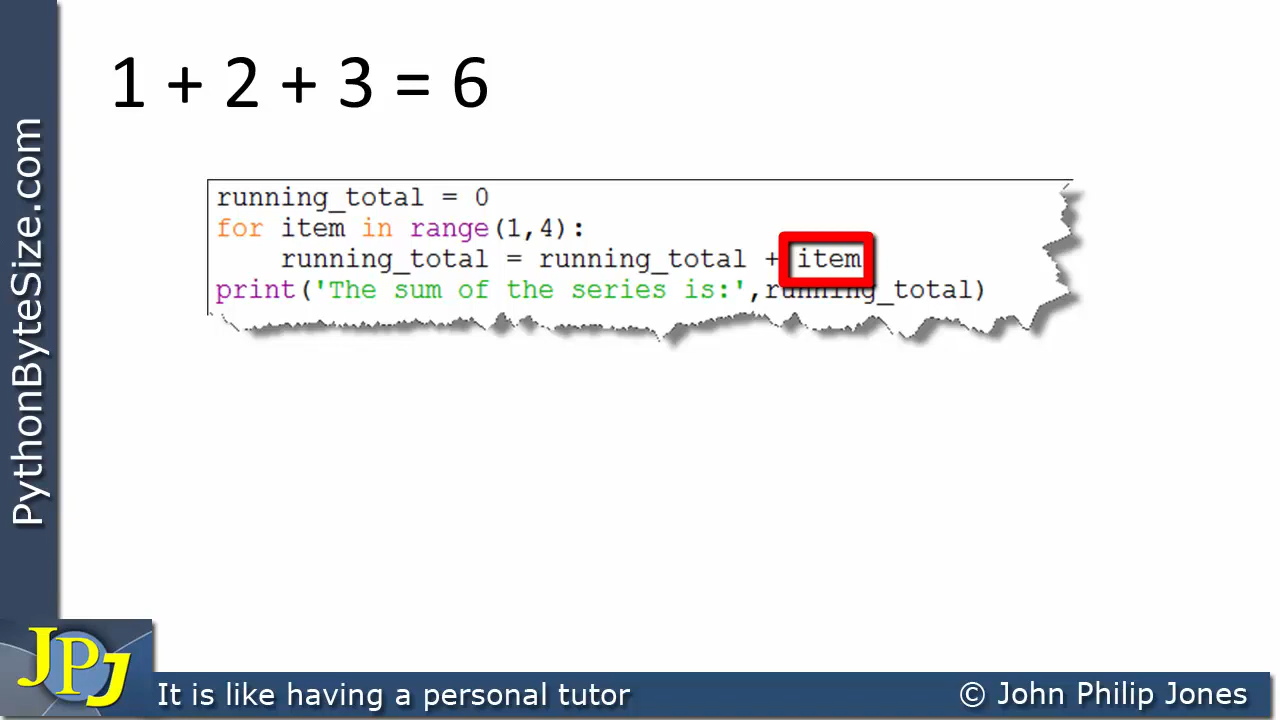 1 + 2 + 3 = 6
running_total = 0
for item in range(1,4):
    running_total = running_total + item
print('The sum of the series is:',running_total)
PythonByteSize.com
JPJ
It is like having a personal tutor
© John Philip Jones